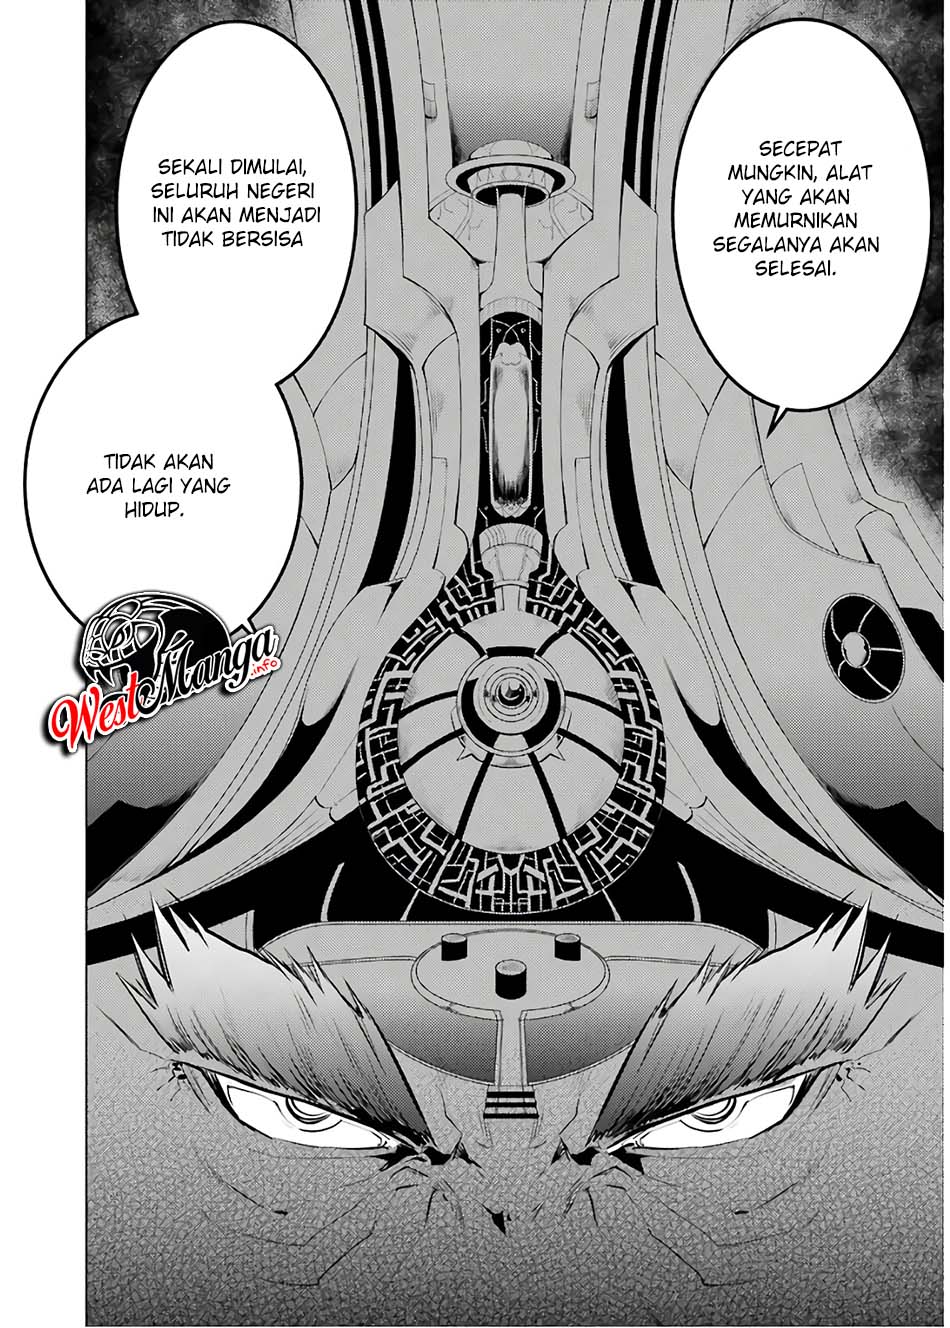 SECEPAT
MUNGKIN, ALAT
YANG AKAN
MEMURNIKAN
SEGALANYA AKAN
SELESAI.
SEKALI DIMULAI,
SELURUH NEGERI
INI AKAN MENJADI
TIDAK BERSISA
TIDAK AKAN
ADA LAGI YANG
HIDUP.
WestManga.info